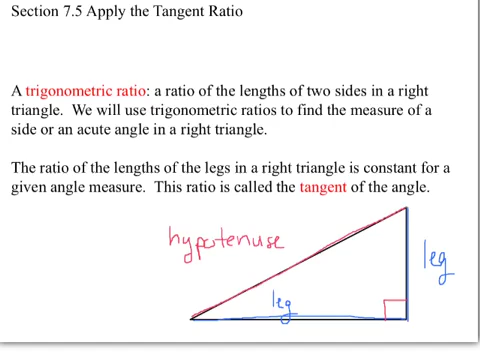 Section 7.5 Apply the Tangent Ratio
A trigonometric ratio: a ratio of the lengths of two sides in a right
triangle. We will use trigonometric ratios to find the measure of a
side or an acute angle in a right triangle.
The ratio of the lengths of the legs in a right triangle is constant for a
given angle measure. This ratio is called the tangent of the angle.
hypotenuse
leg
leg